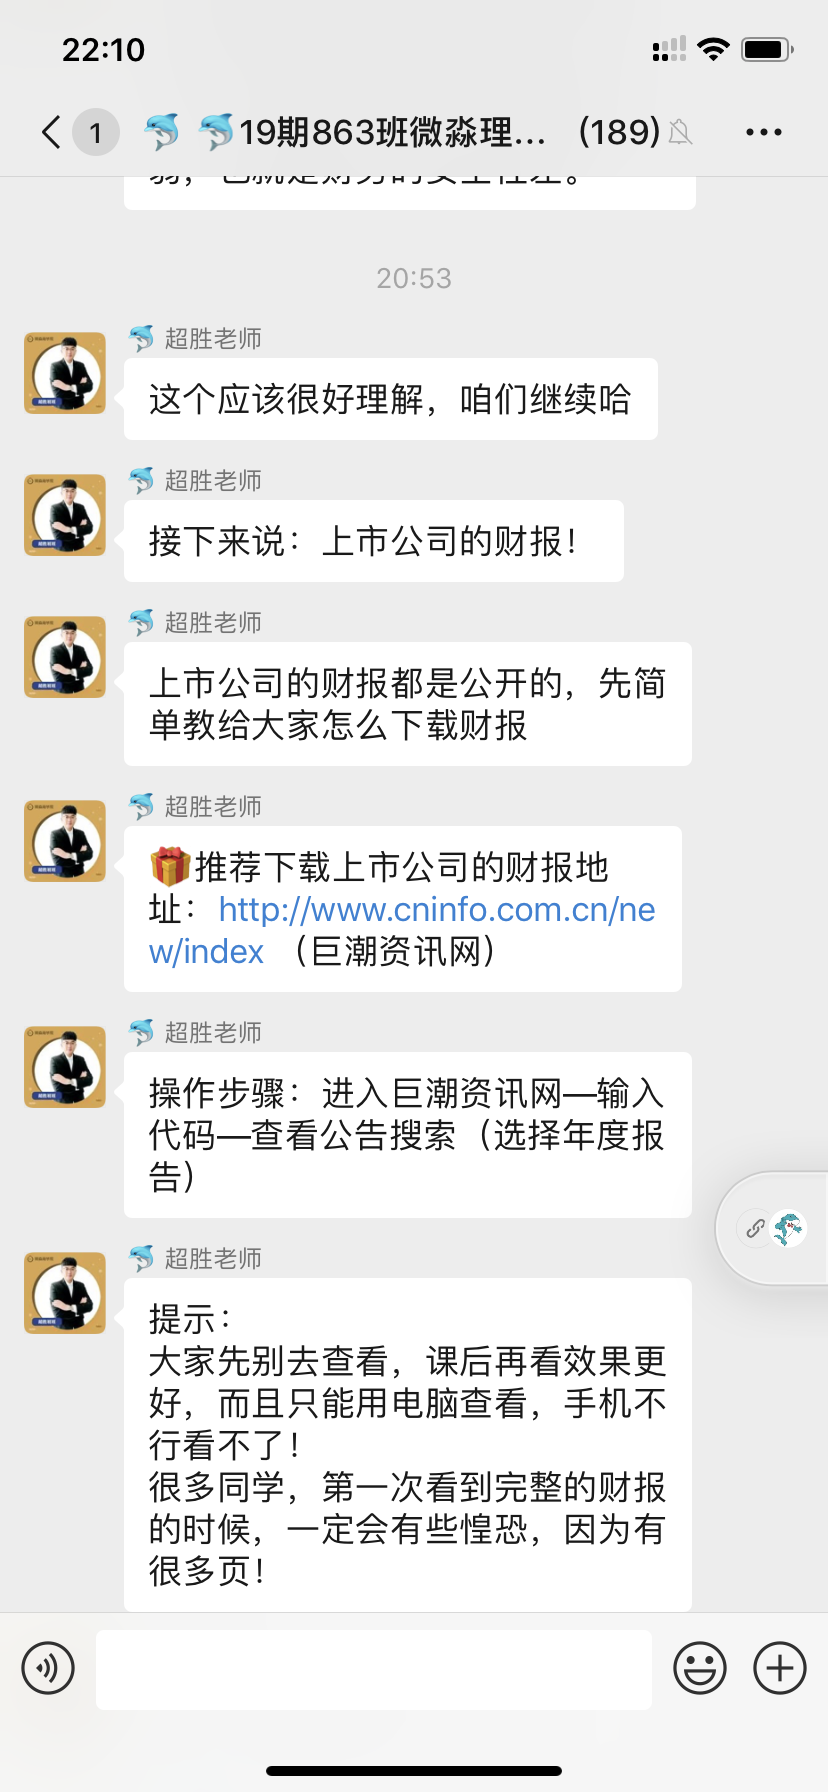 22:10
1
19期863班微淼理... (189)
20:53
超胜老师
这个应该很好理解，咱们继续哈
超胜老师
接下来说：上市公司的财报！
超胜老师
上市公司的财报都是公开的，先简
单教给大家怎么下载财报
超胜老师
推荐下载上市公司的财报地
址：http://www.cninfo.com.cn/ne
w/index （巨潮资讯网）
超胜老师
操作步骤：进入巨潮资讯网—输入
代码—查看公告搜索（选择年度报
告）
超胜老师
提示：
大家先别去查看，课后再看效果更
好，而且只能用电脑查看，手机不
行看不了！
很多同学，第一次看到完整的财报
的时候，一定会有些惶恐，因为有
很多页！